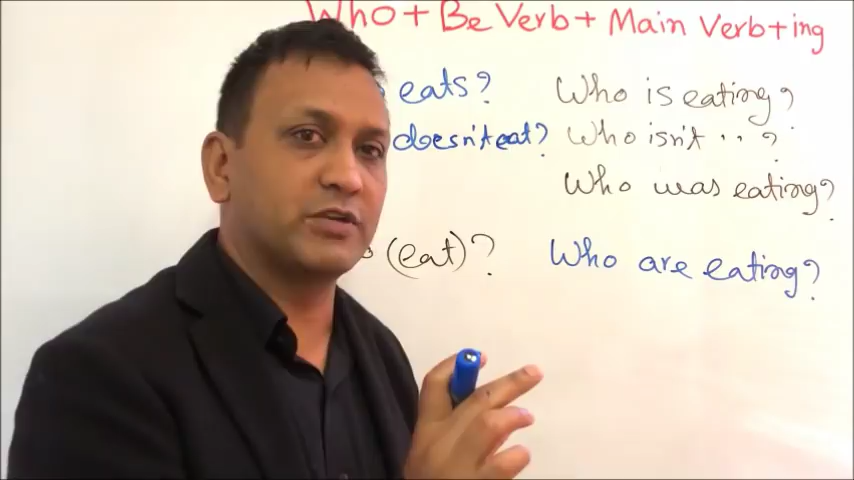 Who + Be Verb + Main Verb + ing
eats? Who is eating?
doesn't eat? Who isn't ... ?
Who was eating?
(eat)? Who are eating?